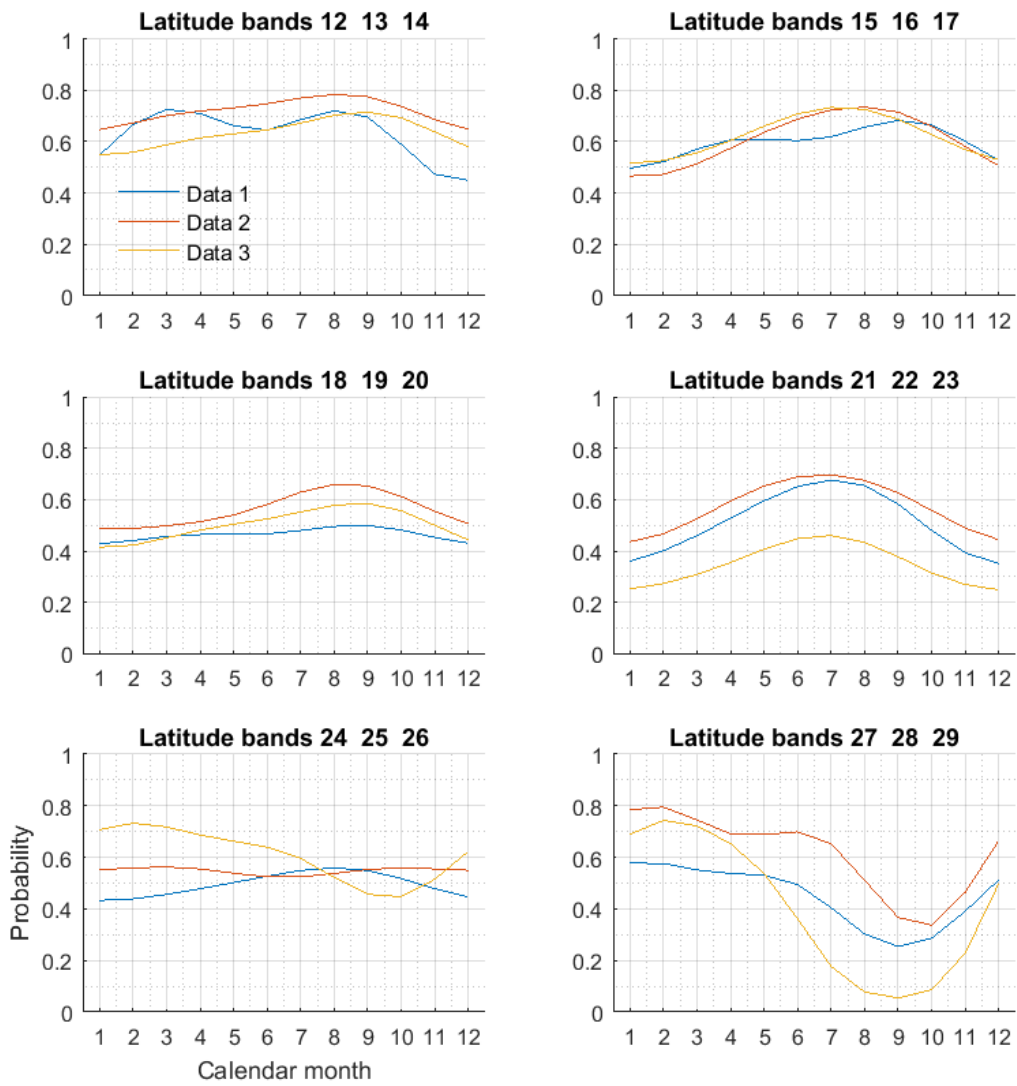 Latitude bands 12 13 14
1
0.8
0.6
0.4
0.2
0
Data 1
Data 2
Data 3
1 2 3 4 5 6 7 8 9 10 11 12
Latitude bands 15 16 17
1
0.8
0.6
0.4
0.2
0
1 2 3 4 5 6 7 8 9 10 11 12
Latitude bands 18 19 20
1
0.8
0.6
0.4
0.2
0
1 2 3 4 5 6 7 8 9 10 11 12
Latitude bands 21 22 23
1
0.8
0.6
0.4
0.2
0
1 2 3 4 5 6 7 8 9 10 11 12
Latitude bands 24 25 26
Probability
1
0.8
0.6
0.4
0.2
0
1 2 3 4 5 6 7 8 9 10 11 12
Calendar month
Latitude bands 27 28 29
1
0.8
0.6
0.4
0.2
0
1 2 3 4 5 6 7 8 9 10 11 12